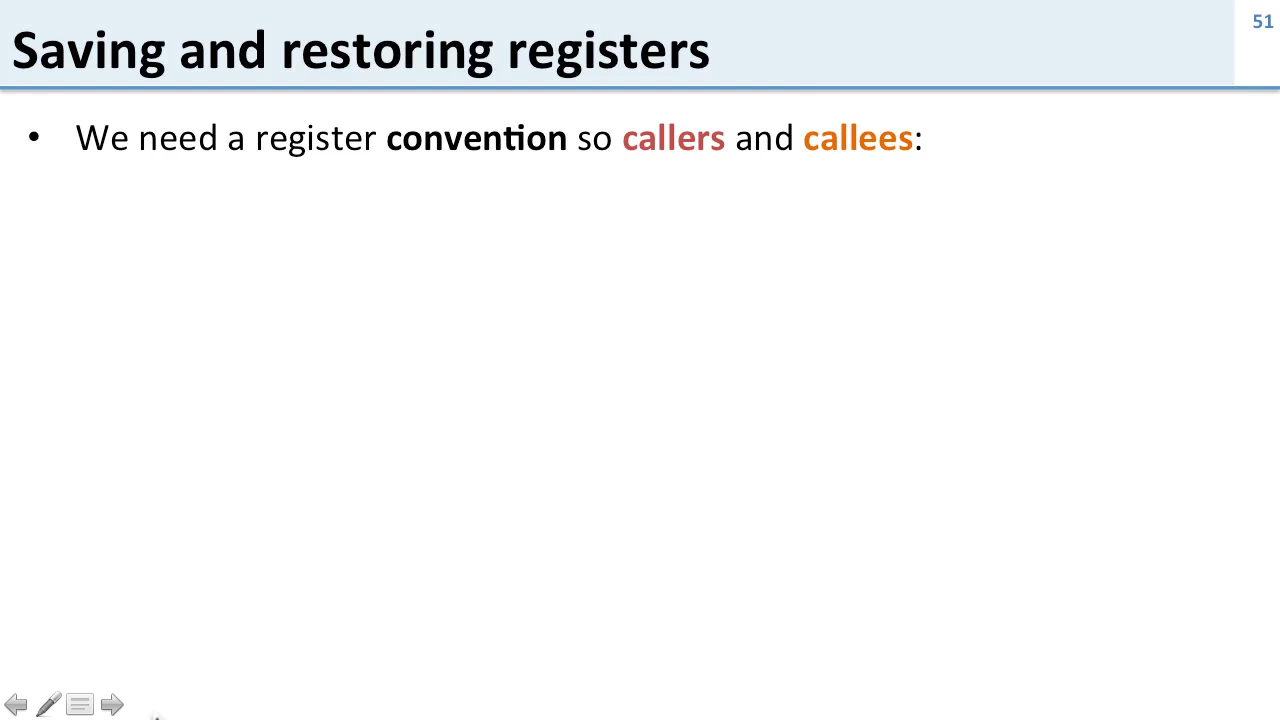 Saving and restoring registers
51
• We need a register convention so callers and callees: